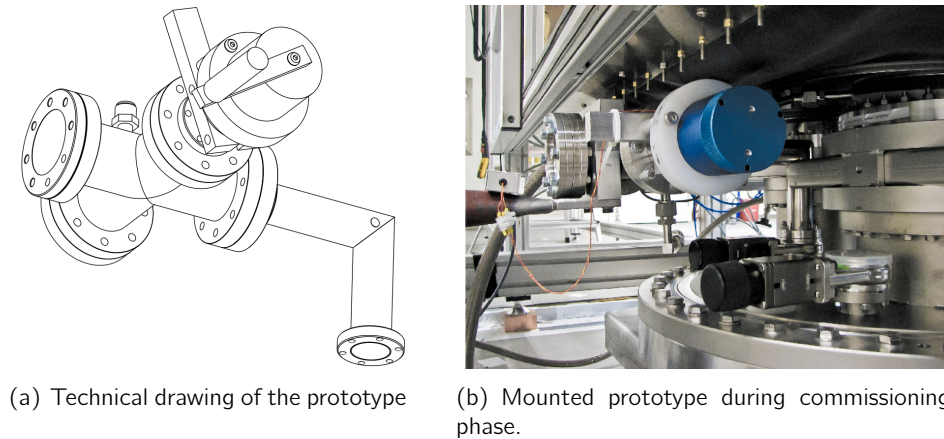 (a) Technical drawing of the prototype
(b) Mounted prototype during commissioning
phase.